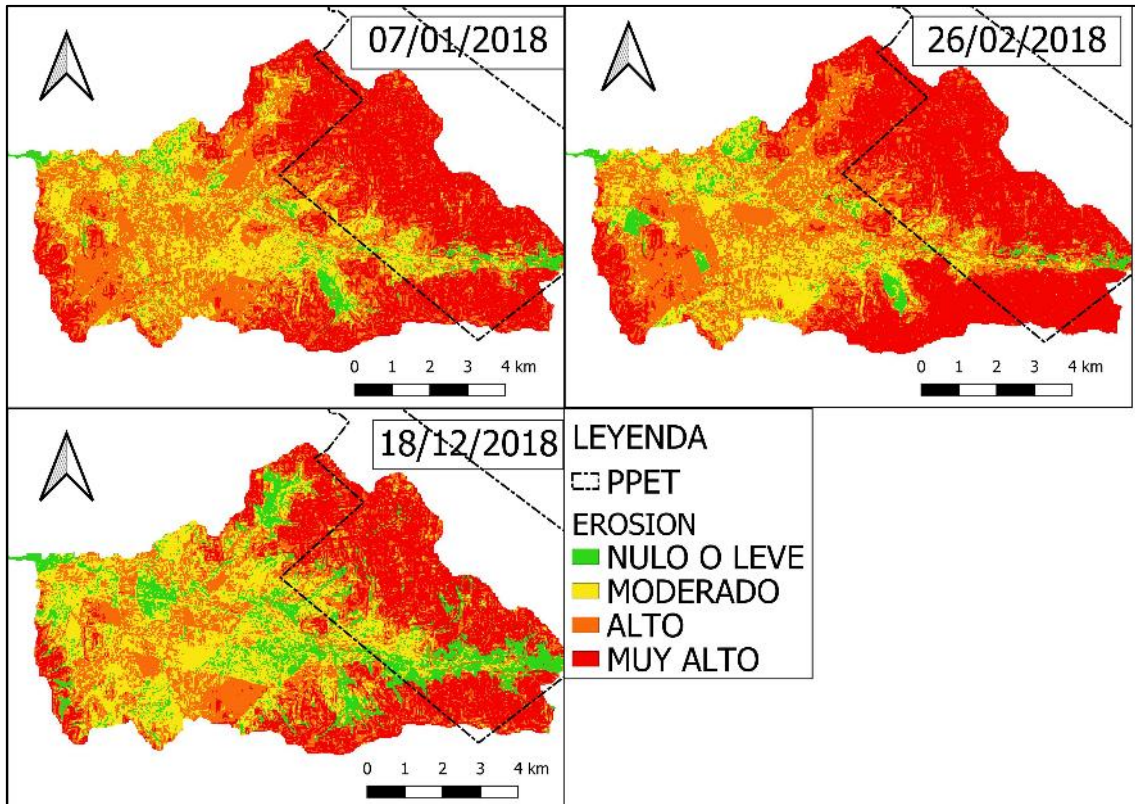 07/01/2018
0 1 2 3 4 km
26/02/2018
0 1 2 3 4 km
18/12/2018
0 1 2 3 4 km
LEYENDA
PPET
EROSION
NULO O LEVE
MODERADO
ALTO
MUY ALTO